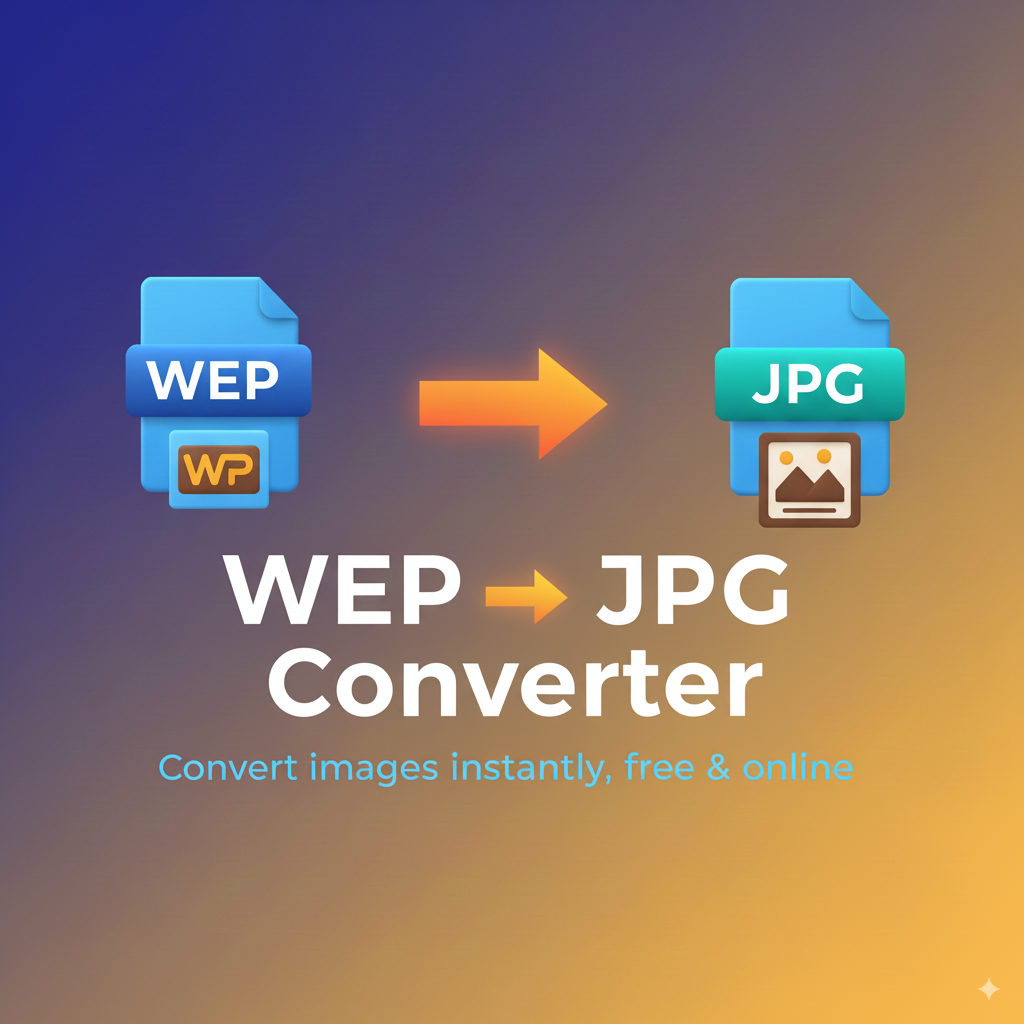 WEP
JPG
WP
WEP → JPG
Converter
Convert images instantly, free & online